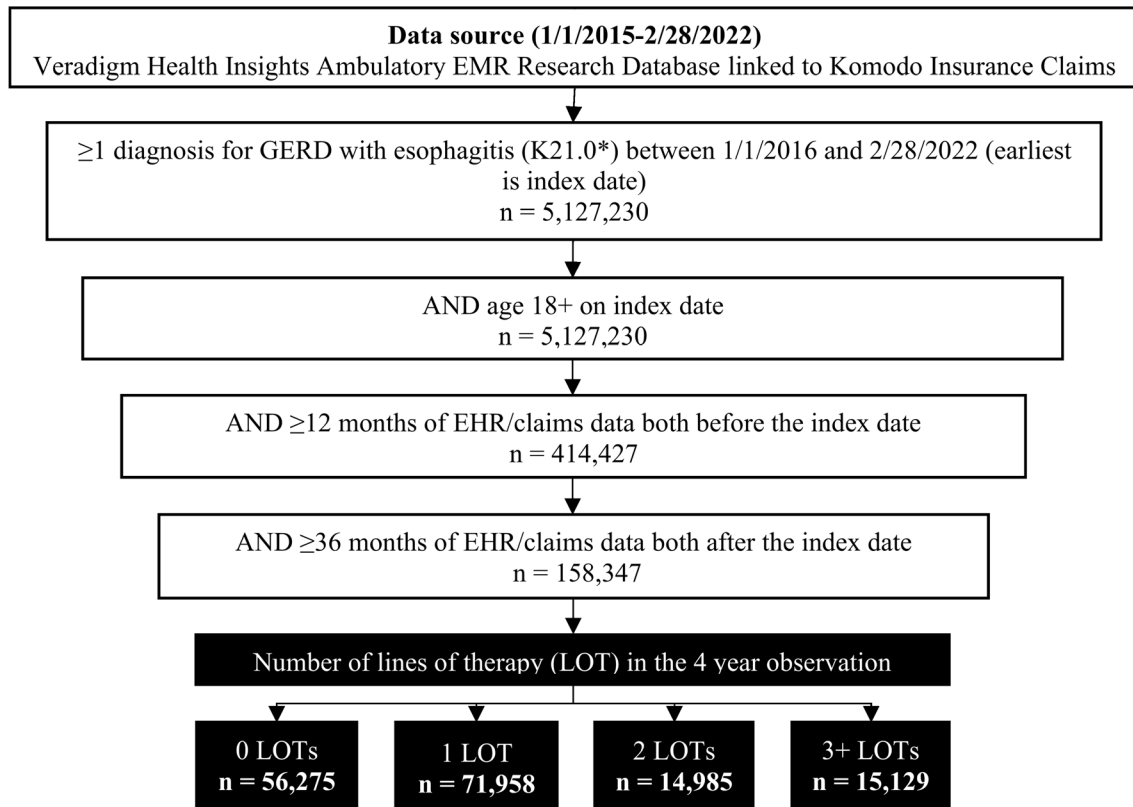 Data source (1/1/2015-2/28/2022)
Veradigm Health Insights Ambulatory EMR Research Database linked to Komodo Insurance Claims
≥1 diagnosis for GERD with esophagitis (K21.0*) between 1/1/2016 and 2/28/2022 (earliest
is index date)
n = 5,127,230
AND age 18+ on index date
n = 5,127,230
AND ≥12 months of EHR/claims data both before the index date
n = 414,427
AND ≥36 months of EHR/claims data both after the index date
n = 158,347
Number of lines of therapy (LOT) in the 4 year observation
0 LOTs
n = 56,275
1 LOT
n = 71,958
2 LOTs
n = 14,985
3+ LOTs
n = 15,129